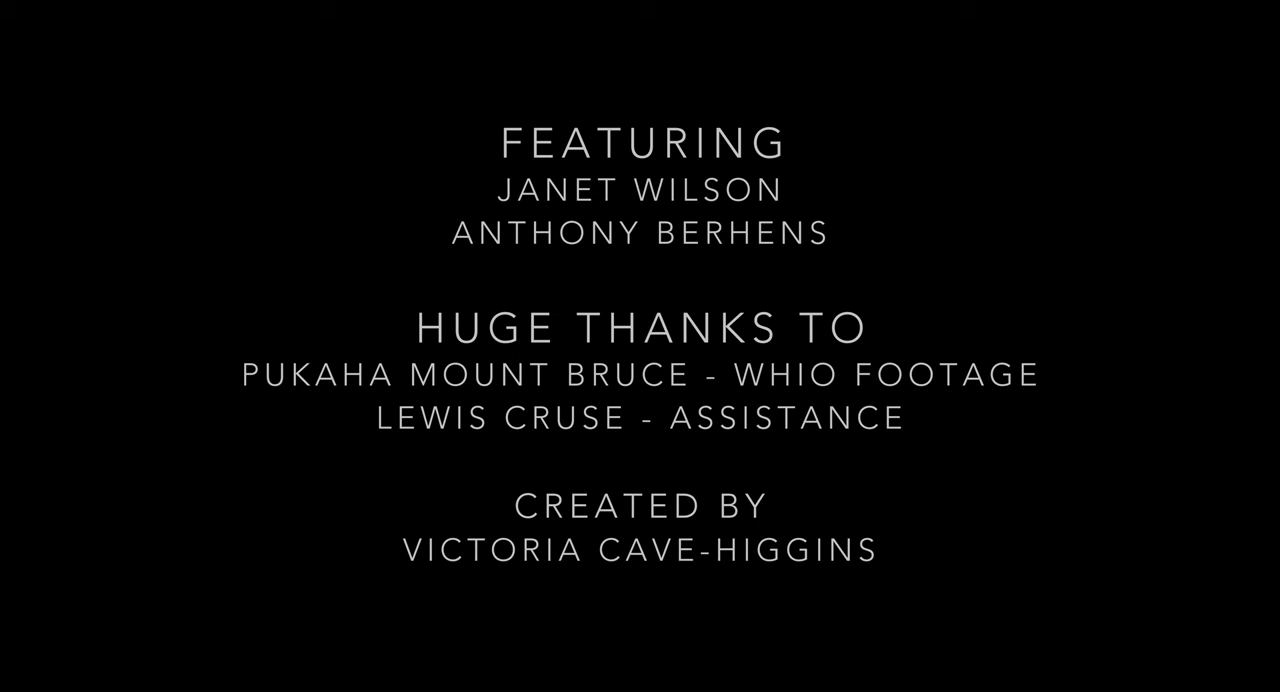 FEATURING
JANET WILSON
ANTHONY BERHENS
HUGE THANKS TO
PUKAHA MOUNT BRUCE - WHIO FOOTAGE
LEWIS CRUSE - ASSISTANCE
CREATED BY
VICTORIA CAVE-HIGGINS